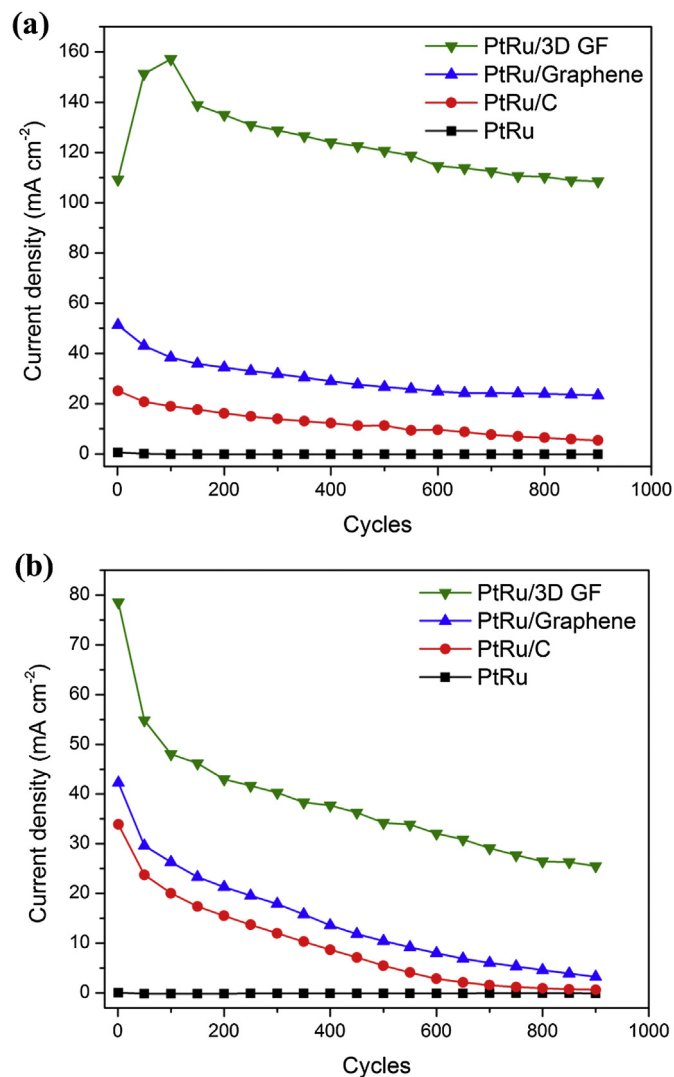 (a)
160
140
120
100
80
60
40
20
0
Current density (mA cm⁻²)
PtRu/3D GF
PtRu/Graphene
PtRu/C
PtRu
0 200 400 600 800 1000
Cycles
(b)
80
70
60
50
40
30
20
10
0
Current density (mA cm⁻²)
PtRu/3D GF
PtRu/Graphene
PtRu/C
PtRu
0 200 400 600 800 1000
Cycles